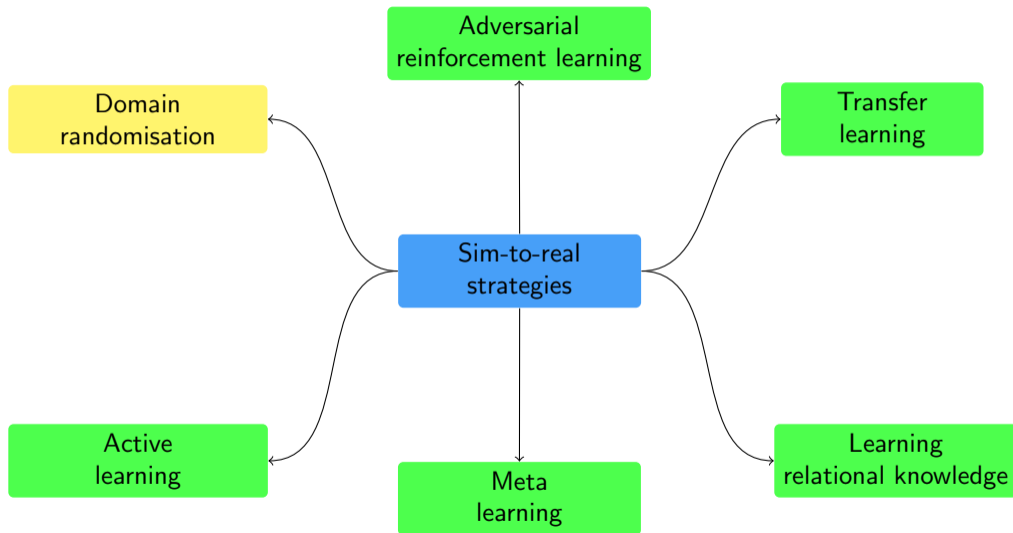 Adversarial
reinforcement learning
Domain
randomisation
Transfer
learning
Sim-to-real
strategies
Active
learning
Meta
learning
Learning
relational knowledge